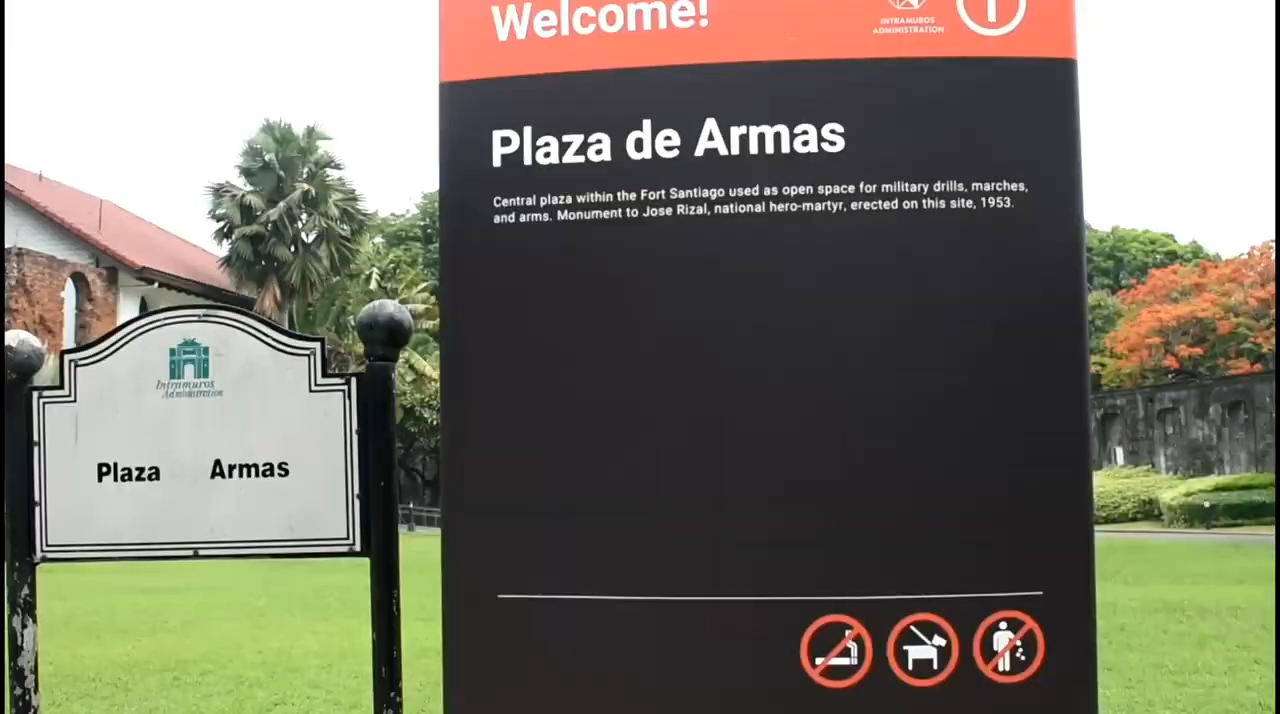 Welcome!
INTRAMUROS
ADMINISTRATION
Plaza de Armas
Central plaza within the Fort Santiago used as open space for military drills, marches,
and arms. Monument to Jose Rizal, national hero-martyr, erected on this site, 1953.
Intramuros
Administration
Plaza Armas